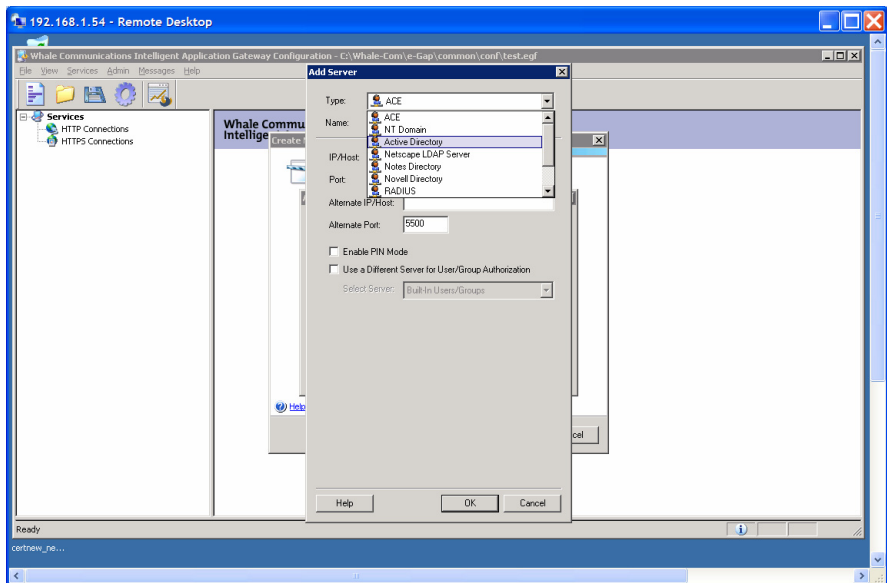 192.168.1.54 - Remote Desktop
Whale Communications Intelligent Application Gateway Configuration - C:\Whale-Com\e-Gap\common\conf\test.egf
File View Services Admin Messages Help
Services
HTTP Connections
HTTPS Connections
Whale Commu
Intellige
Create
Add Server
Type: ACE
Name:
ACE
NT Domain
Active Directory
Netscape LDAP Server
Notes Directory
Novell Directory
RADIUS
IP/Host:
Port:
Alternate IP/Host:
Alternate Port: 5500
Enable PIN Mode
Use a Different Server for User/Group Authorization
Select Server: Built-In Users/Groups
Help
cel
Help OK Cancel
Ready
certnew_ne...